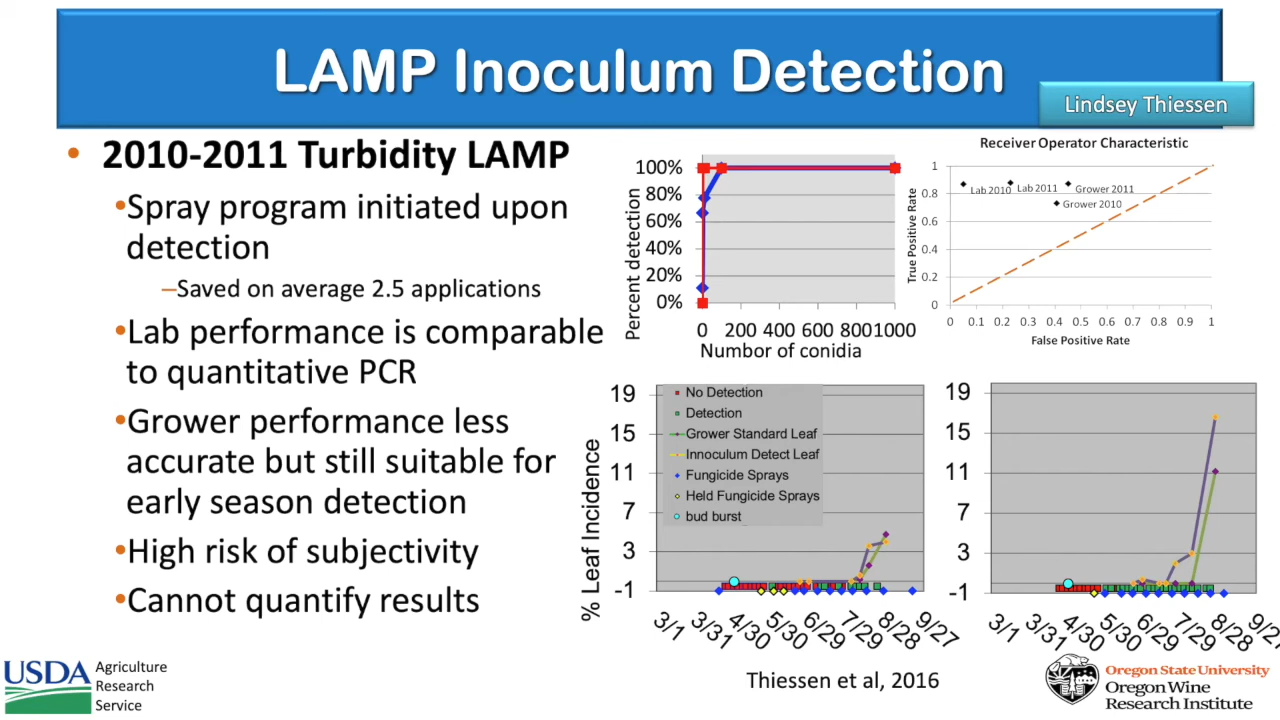 LAMP Inoculum Detection
Lindsey Thiessen
• 2010-2011 Turbidity LAMP
•Spray program initiated upon
detection
–Saved on average 2.5 applications
•Lab performance is comparable
to quantitative PCR
•Grower performance less
accurate but still suitable for
early season detection
•High risk of subjectivity
•Cannot quantify results
Percent detection
100%
80%
60%
40%
20%
0%
0 200 400 600 800 1000
Numbor of conidia
Receiver Operator Characteristic
True Positive Rate
1
0.8
0.6
0.4
0.2
0
Lab 2010
Lab 2011
Grower 2011
Grower 2010
0 0.1 0.2 0.3 0.4 0.5 0.6 0.7 0.8 0.9 1
False Positive Rate
% Leaf Incidence
19
15
11
7
3
-1
No Detection
Detection
Grower Standard Leaf
Innoculum Detect Leaf
Fungicide Sprays
Held Fungicide Sprays
bud burst
3/1 3/31 4/30 5/30 6/29 7/29 8/28 9/27
19
15
11
7
3
-1
3/1 3/31 4/30 5/30 6/29 7/29 8/28 9/27
Thiessen et al, 2016
USDA
Agriculture
Research
Service
Oregon State University
Oregon Wine
Research Institute